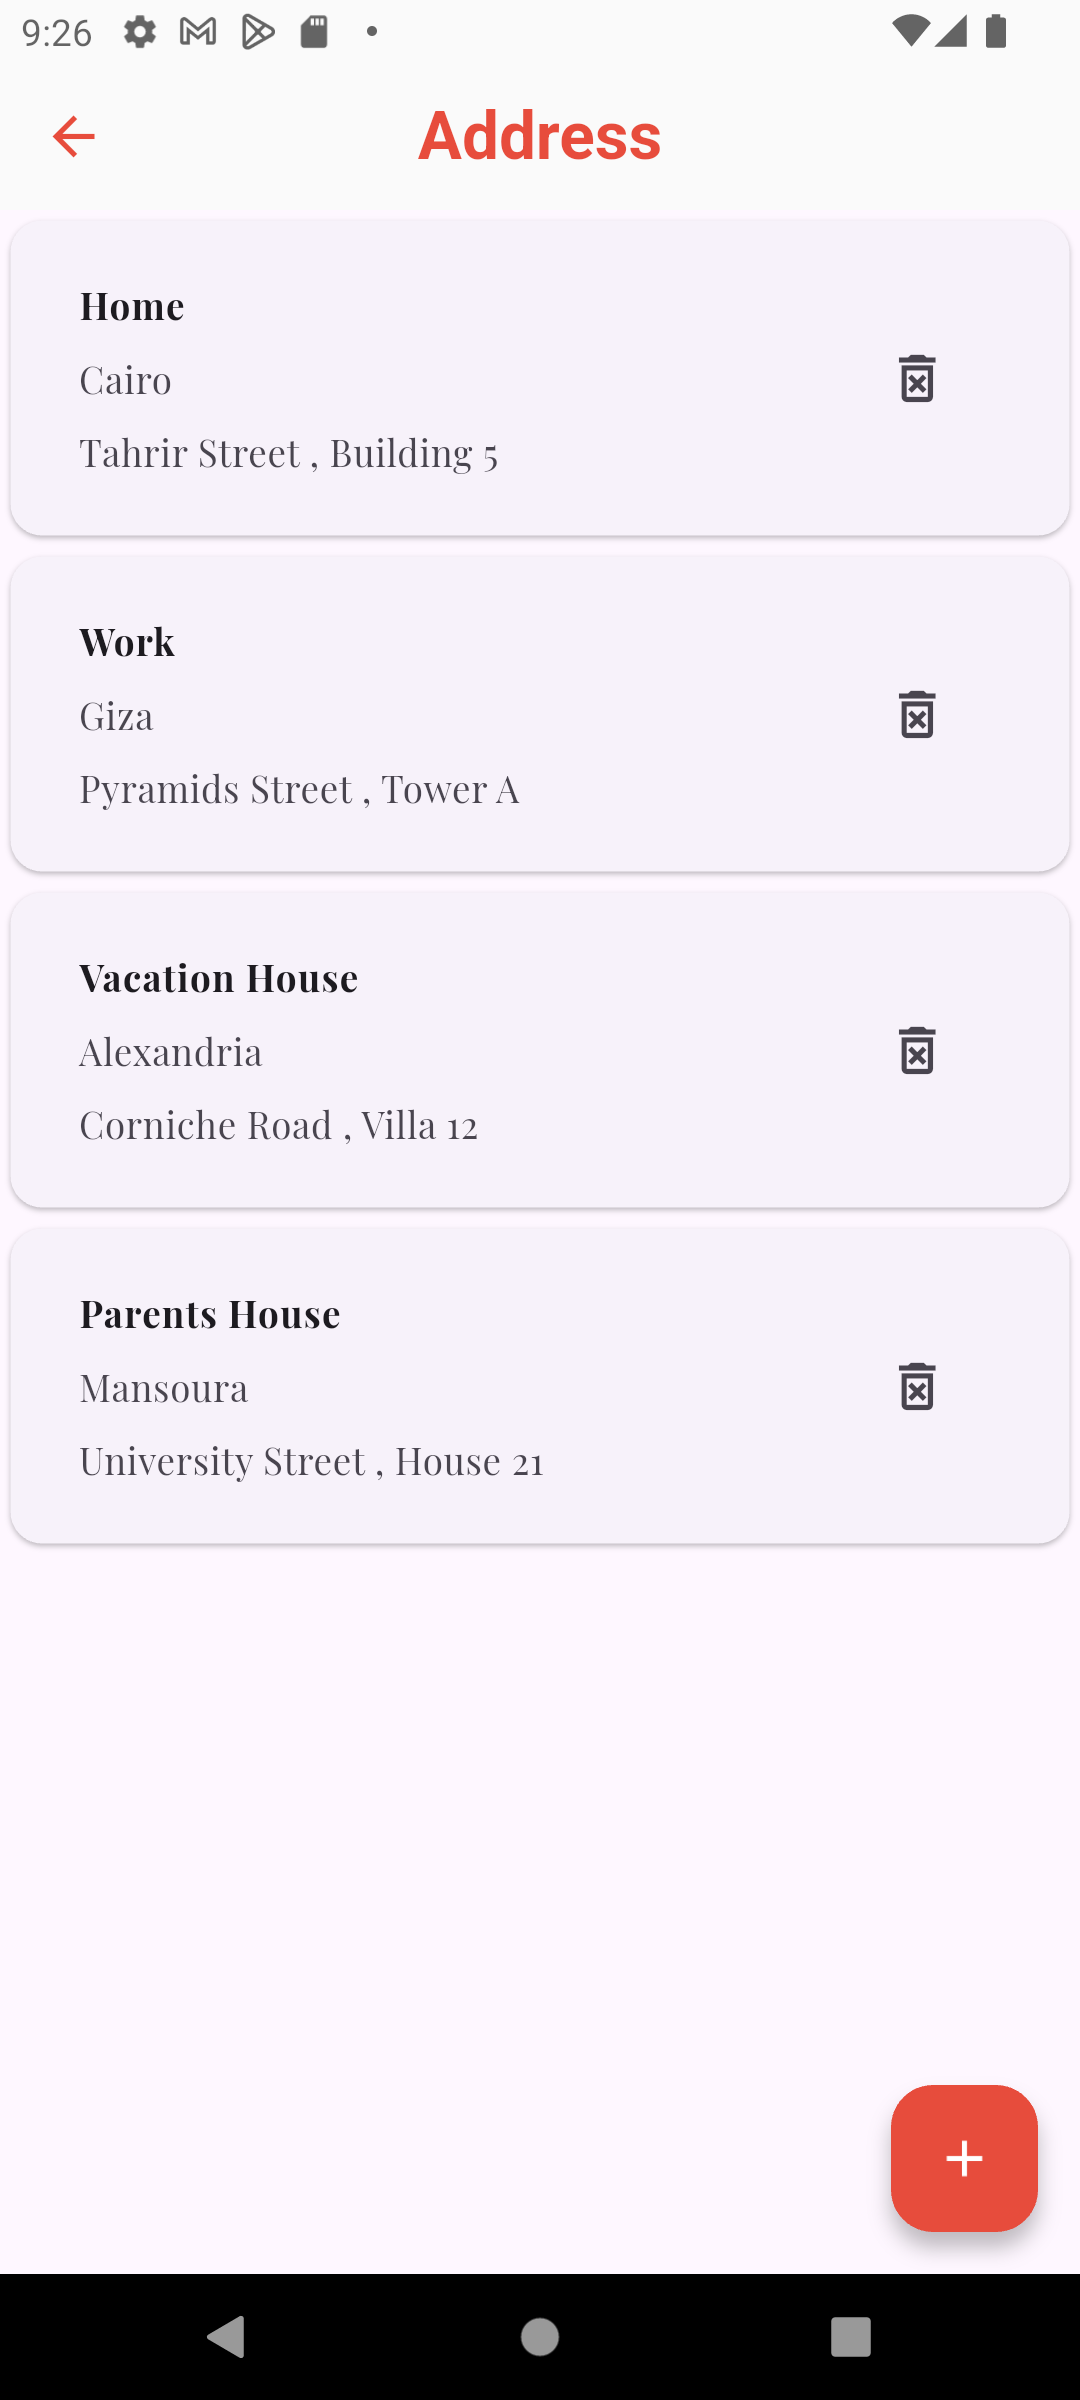 9:26
Address
Home
Cairo
Tahrir Street , Building 5
Work
Giza
Pyramids Street , Tower A
Vacation House
Alexandria
Corniche Road , Villa 12
Parents House
Mansoura
University Street , House 21